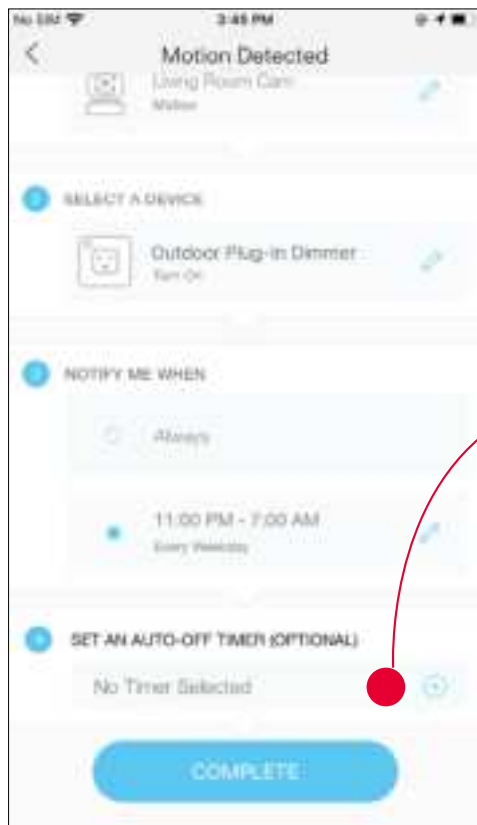 No SIM 3:45 PM
Motion Detected
Living Room Cam
Motion
SELECT A DEVICE
Outdoor Plug-In Dimmer
Turn On
NOTIFY ME WHEN
Always
11:00 PM - 7:00 AM
Every Weekday
SET AN AUTO-OFF TIMER (OPTIONAL)
No Timer Selected
COMPLETE